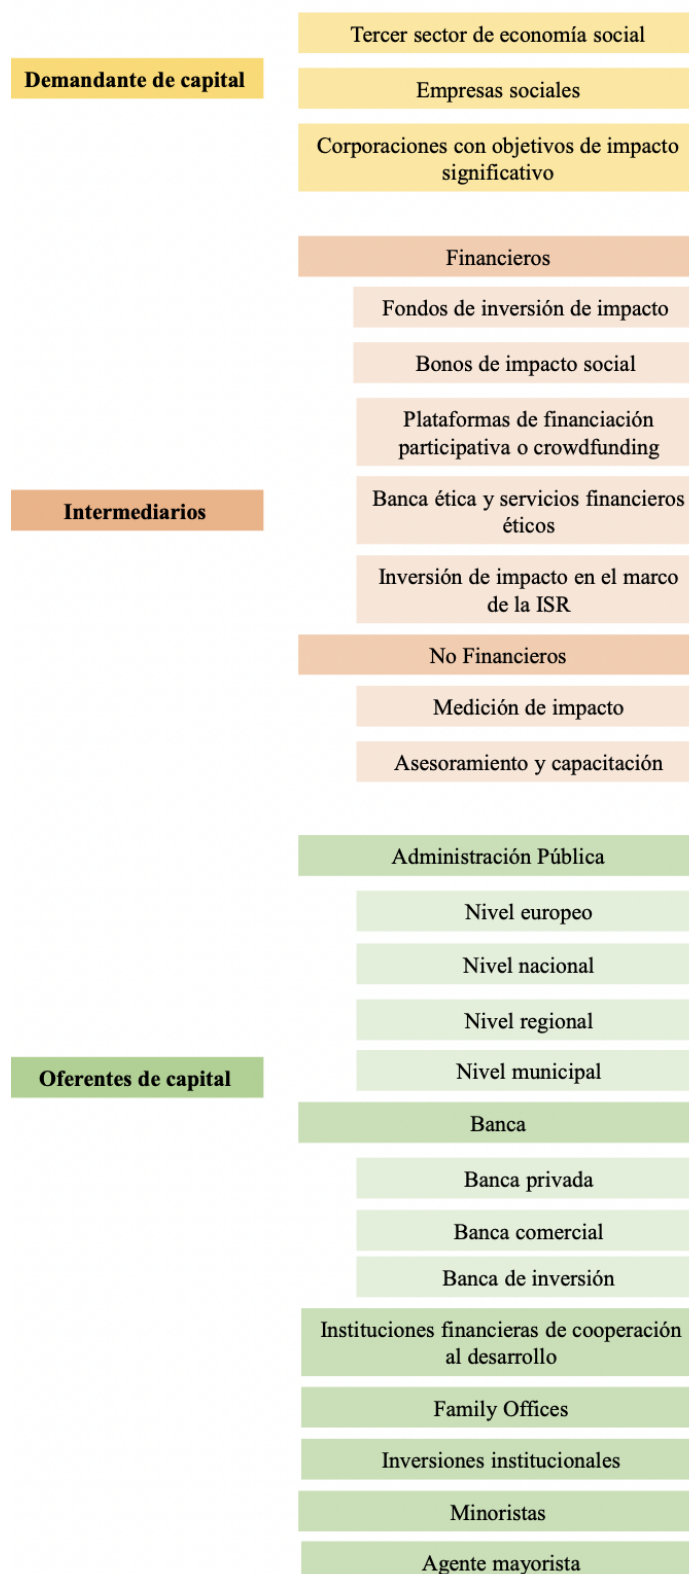 Demandante de capital
Tercer sector de economía social
Empresas sociales
Corporaciones con objetivos de impacto
significativo
Intermediarios
Financieros
Fondos de inversión de impacto
Bonos de impacto social
Plataformas de financiación
participativa o crowdfunding
Banca ética y servicios financieros
éticos
Inversión de impacto en el marco
de la ISR
No Financieros
Medición de impacto
Asesoramiento y capacitación
Oferentes de capital
Administración Pública
Nivel europeo
Nivel nacional
Nivel regional
Nivel municipal
Banca
Banca privada
Banca comercial
Banca de inversión
Instituciones financieras de cooperación
al desarrollo
Family Offices
Inversiones institucionales
Minoristas
Agente mayorista